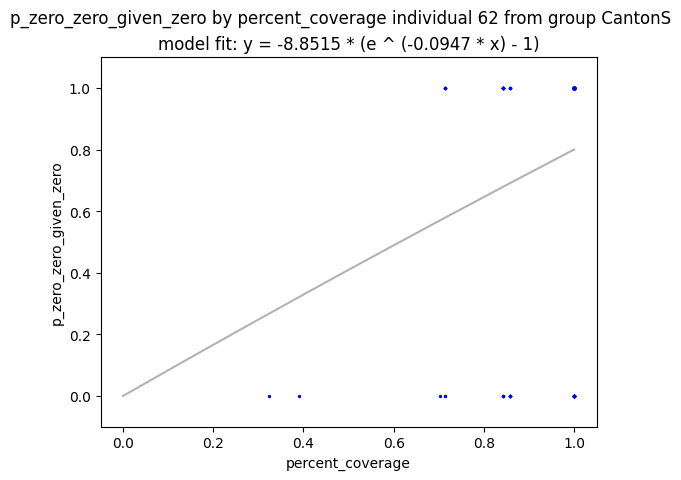 p_zero_zero_given_zero by percent_coverage individual 62 from group CantonS
model fit: y = -8.8515 * (e ^ (-0.0947 * x) - 1)
1.0
0.8
0.6
0.4
0.2
0.0
p_zero_zero_given_zero
0.0 0.2 0.4 0.6 0.8 1.0
percent_coverage